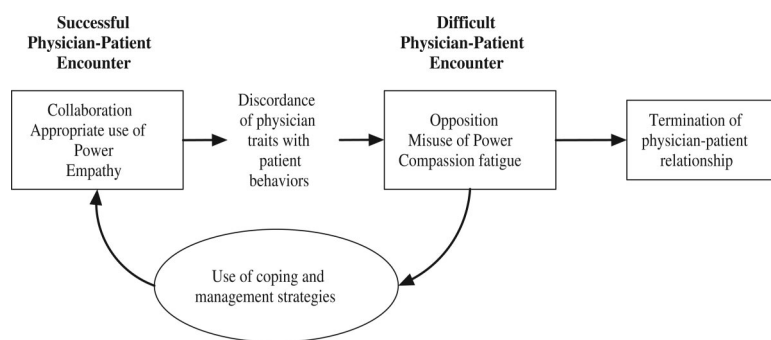 Successful
Physician-Patient
Encounter
Collaboration
Appropriate use of
Power
Empathy
Discordance
of physician
traits with
patient
behaviors
Difficult
Physician-Patient
Encounter
Opposition
Misuse of Power
Compassion fatigue
Termination of
physician-patient
relationship
Use of coping and
management strategies